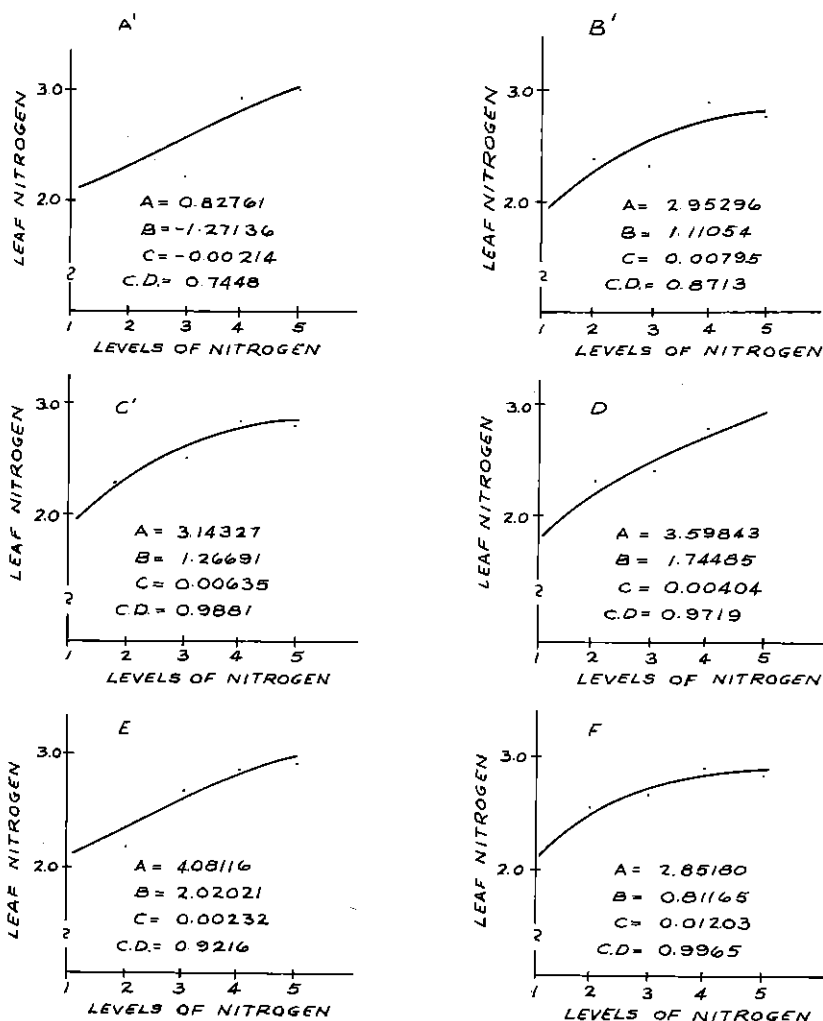 A'
3.0
2.0
LEAF NITROGEN
A = 0.82761
B = -1.27136
C = -0.00214
C.D. = 0.7448
1 2 3 4 5
LEVELS OF NITROGEN
B'
3.0
2.0
LEAF NITROGEN
A = 2.95296
B = 1.11054
C = 0.00795
C.D. = 0.8713
1 2 3 4 5
LEVELS OF NITROGEN
C'
3.0
2.0
LEAF NITROGEN
A = 3.14327
B = 1.26691
C = 0.00635
C.D. = 0.9881
1 2 3 4 5
LEVELS OF NITROGEN
D
3.0
2.0
LEAF NITROGEN
A = 3.59843
B = 1.74485
C = 0.00404
C.D = 0.9719
1 2 3 4 5
LEVELS OF NITROGEN
E
3.0
2.0
LEAF NITROGEN
A = 4.08116
B = 2.02021
C = 0.00232
C.D. = 0.9216
1 2 3 4 5
LEVELS OF NITROGEN
F
3.0
2.0
LEAF NITROGEN
A = 2.85180
B = 0.81165
C = 0.01203
C.D = 0.9965
1 2 3 4 5
LEVELS OF NITROGEN